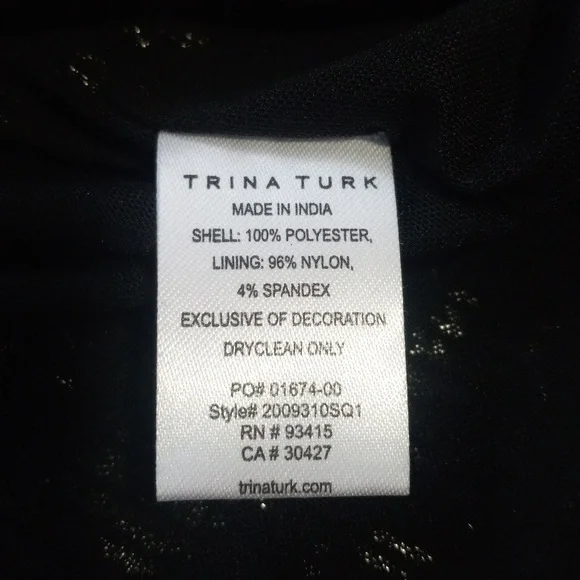 TRINA TURK
MADE IN INDIA
SHELL: 100% POLYESTER,
LINING: 96% NYLON,
4% SPANDEX
EXCLUSIVE OF DECORATION
DRYCLEAN ONLY
PO# 01674-00
Style# 2009310SQ1
RN # 93415
CA # 30427
trinaturk.com